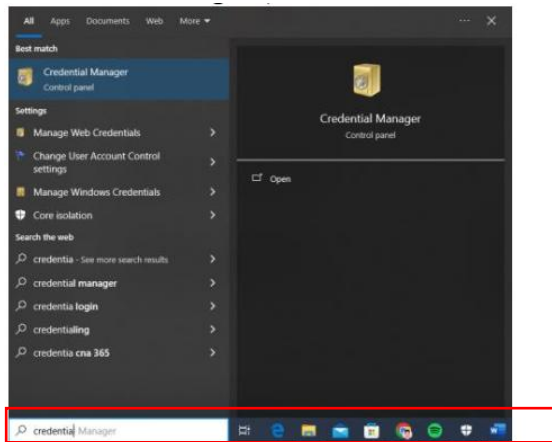 All Apps Documents Web More
Best match
Credential Manager
Control panel
Settings
Manage Web Credentials
Change User Account Control
settings
Manage Windows Credentials
Core isolation
Search the web
credentia - See more search results
credential manager
credentia login
credentialing
credentia cna 365
credentia Manager
Credential Manager
Control panel
Open